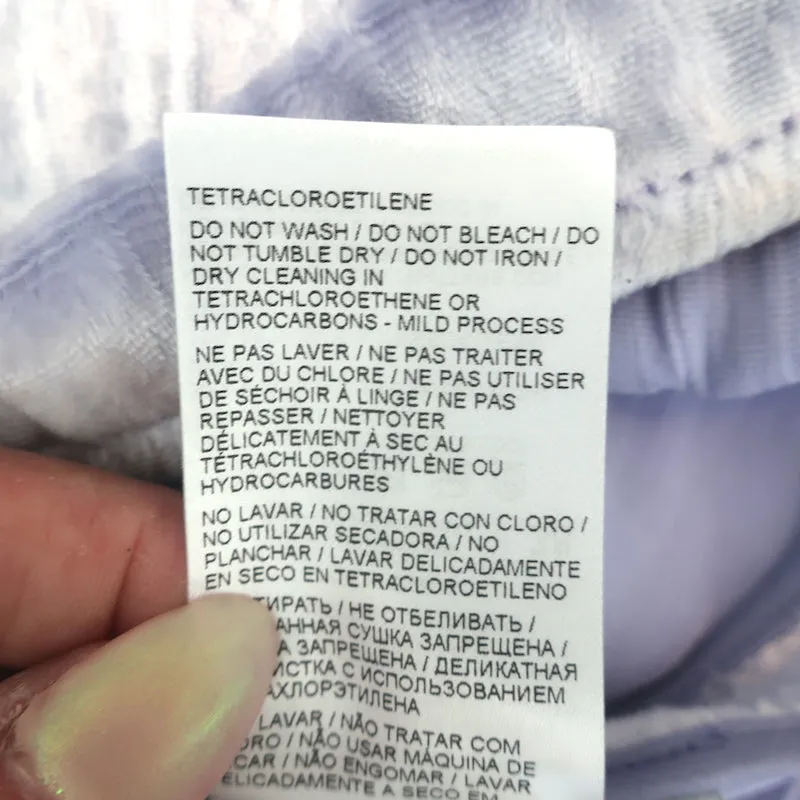 TETRACLOROETILENE
DO NOT WASH / DO NOT BLEACH / DO
NOT TUMBLE DRY / DO NOT IRON /
DRY CLEANING IN
TETRACHLOROETHENE OR
HYDROCARBONS - MILD PROCESS
NE PAS LAVER / NE PAS TRAITER
AVEC DU CHLORE / NE PAS UTILISER
DE SÉCHOIR À LINGE / NE PAS
REPASSER / NETTOYER
DÉLICATEMENT À SEC AU
TÉTRACHLOROÉTHYLÈNE OU
HYDROCARBURES
NO LAVAR / NO TRATAR CON CLORO /
NO UTILIZAR SECADORA / NO
PLANCHAR / LAVAR DELICADAMENTE
EN SECO EN TETRACLOROETILENO
/ НЕ ОТБЕЛИВАТЬ /
СУШКА ЗАПРЕЩЕНА /
ЗАПРЕЩЕНА / ДЕЛИКАТНАЯ
С ИСПОЛЬЗОВАНИЕМ
LAVAR / NÃO TRATAR COM
/ NÃO USAR MÁQUINA DE
/ NÃO ENGOMAR / LAVAR
A SECO EM